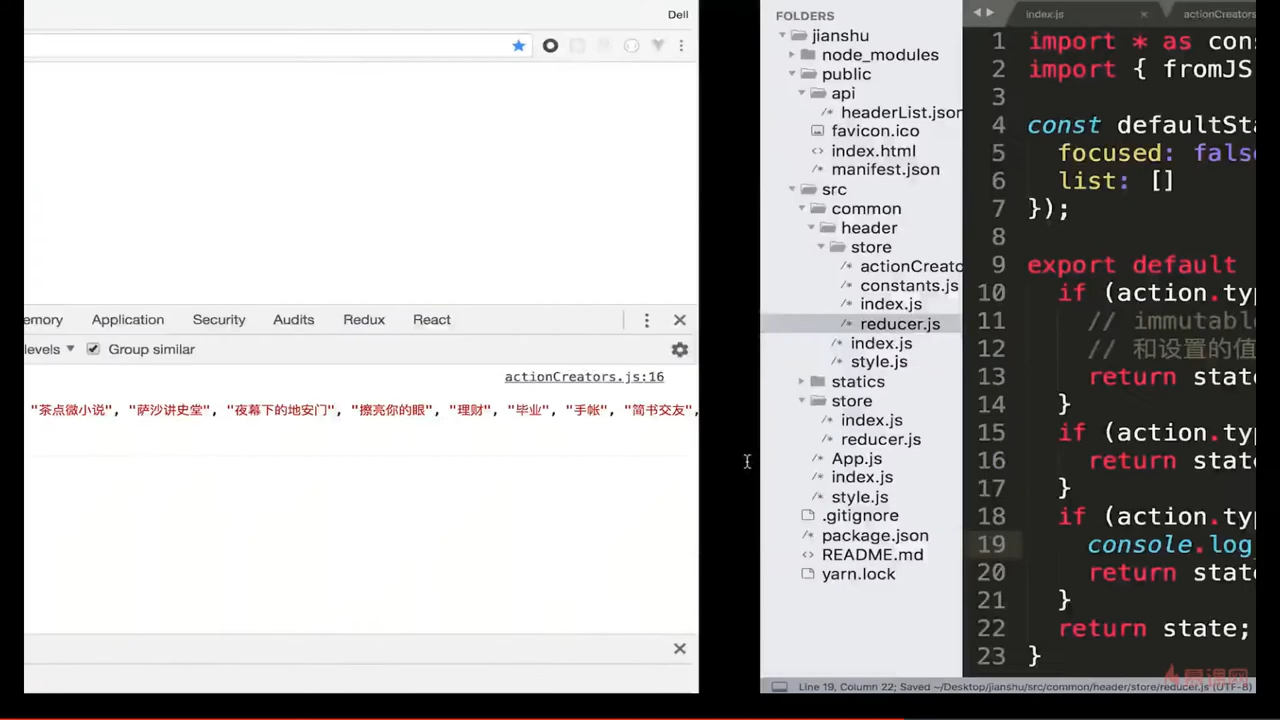 Dell
emory Application Security Audits Redux React
levels Group similar
actionCreators.js:16
"茶点微小说", "萨沙讲史堂", "夜幕下的地安门", "擦亮你的眼", "理财", "毕业", "手帐", "简书交友",
FOLDERS
jianshu
node_modules
public
api
headerList.json
favicon.ico
index.html
manifest.json
src
common
header
store
actionCreato
constants.js
index.js
reducer.js
index.js
style.js
statics
store
index.js
reducer.js
App.js
index.js
style.js
.gitignore
package.json
README.md
yarn.lock
index.js actionCreators
1 import * as cons
2 import { fromJS
3
4 const defaultSta
5 focused: false
6 list: []
7 });
8
9 export default
10 if (action.typ
11 // immutabl
12 // 和设置的值
13 return stat
14 }
15 if (action.typ
16 return stat
17 }
18 if (action.typ
19 console.log
20 return stat
21 }
22 return state;
23 }
Line 19, Column 22; Saved ~/Desktop/jianshu/src/common/header/store/reducer.js (UTF-8)